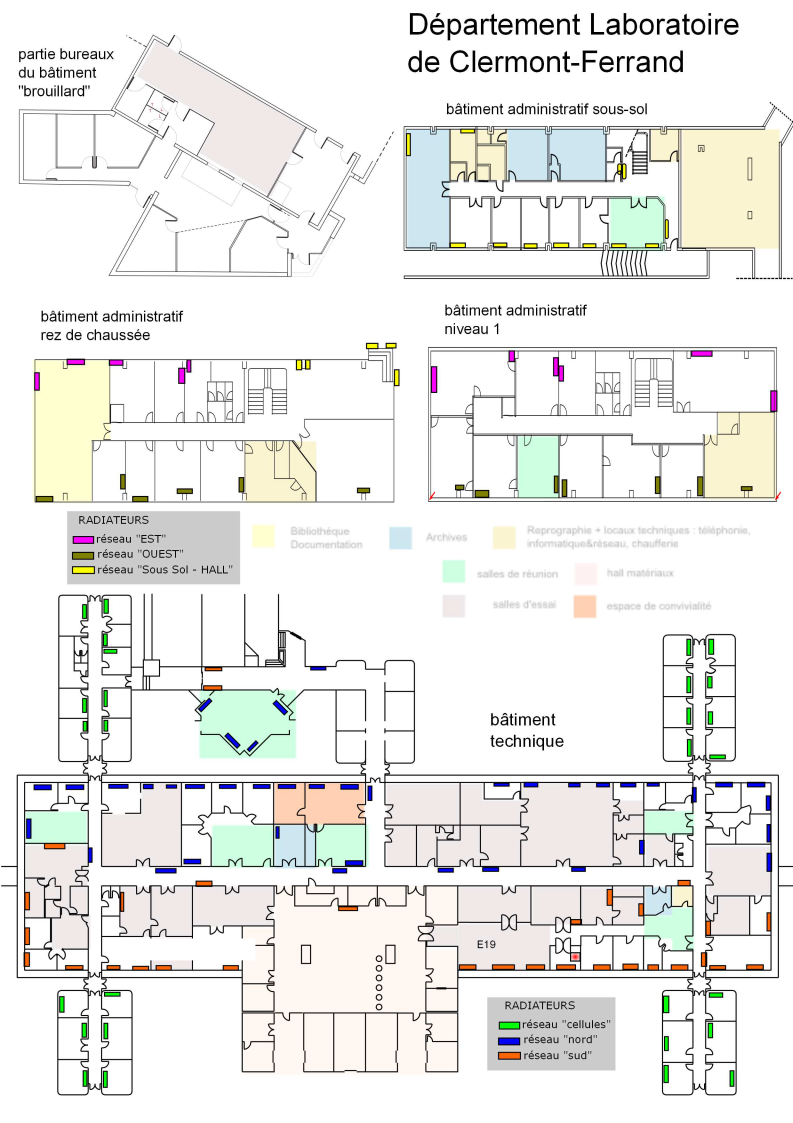 Département Laboratoire
de Clermont-Ferrand
partie bureaux
du bâtiment
"brouillard"
bâtiment administratif sous-sol
bâtiment administratif
rez de chaussée
bâtiment administratif
niveau 1
RADIATEURS
réseau "EST"
réseau "OUEST"
réseau "Sous Sol - HALL"
Bibliothèque
Documentation
Archives
Reprographie + locaux techniques : téléphonie,
informatique&réseau, chaufferie
salles de réunion
hall matériaux
salles d'essai
espace de convivialité
bâtiment
technique
E19
RADIATEURS
réseau "cellules"
réseau "nord"
réseau "sud"